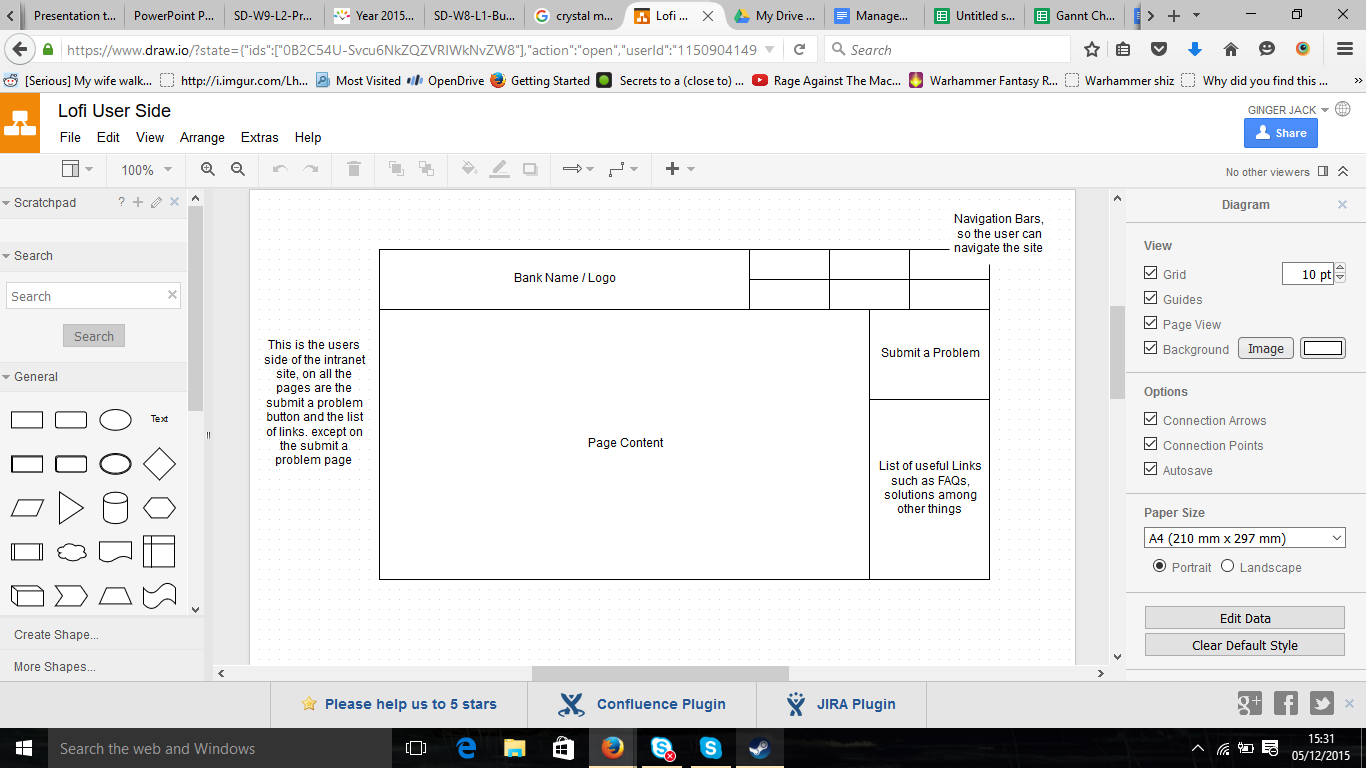 Presentation t...
PowerPoint P...
SD-W9-L2-Pr...
Year 2015...
SD-W8-L1-Bu...
crystal m...
Lofi ...
My Drive ...
Manage...
Untitled s...
Gannt Ch...
https://www.draw.io/?state={"ids":["0B2C54U-Svcu6NkZQZVRIWkNvZW8"],"action":"open","userId":"1150904149
Search
[Serious] My wife walk...
http://i.imgur.com/Lh...
Most Visited
OpenDrive
Getting Started
Secrets to a (close to) ...
Rage Against The Mac...
Warhammer Fantasy R...
Warhammer shiz
Why did you find this ...
Lofi User Side
GINGER JACK
File Edit View Arrange Extras Help
Share
100%
No other viewers
Scratchpad
?
Search
Search
Search
General
Text
Create Shape...
More Shapes...
Navigation Bars,
so the user can
navigate the site
Bank Name / Logo
This is the users
side of the intranet
site, on all the
pages are the
submit a problem
button and the list
of links. except on
the submit a
problem page
Submit a Problem
Page Content
List of useful Links
such as FAQs,
solutions among
other things
Diagram
View
Grid
10 pt
Guides
Page View
Background
Image
Options
Connection Arrows
Connection Points
Autosave
Paper Size
A4 (210 mm x 297 mm)
Portrait
Landscape
Edit Data
Clear Default Style
Please help us to 5 stars
Confluence Plugin
JIRA Plugin
g+
Search the web and Windows
15:31
05/12/2015